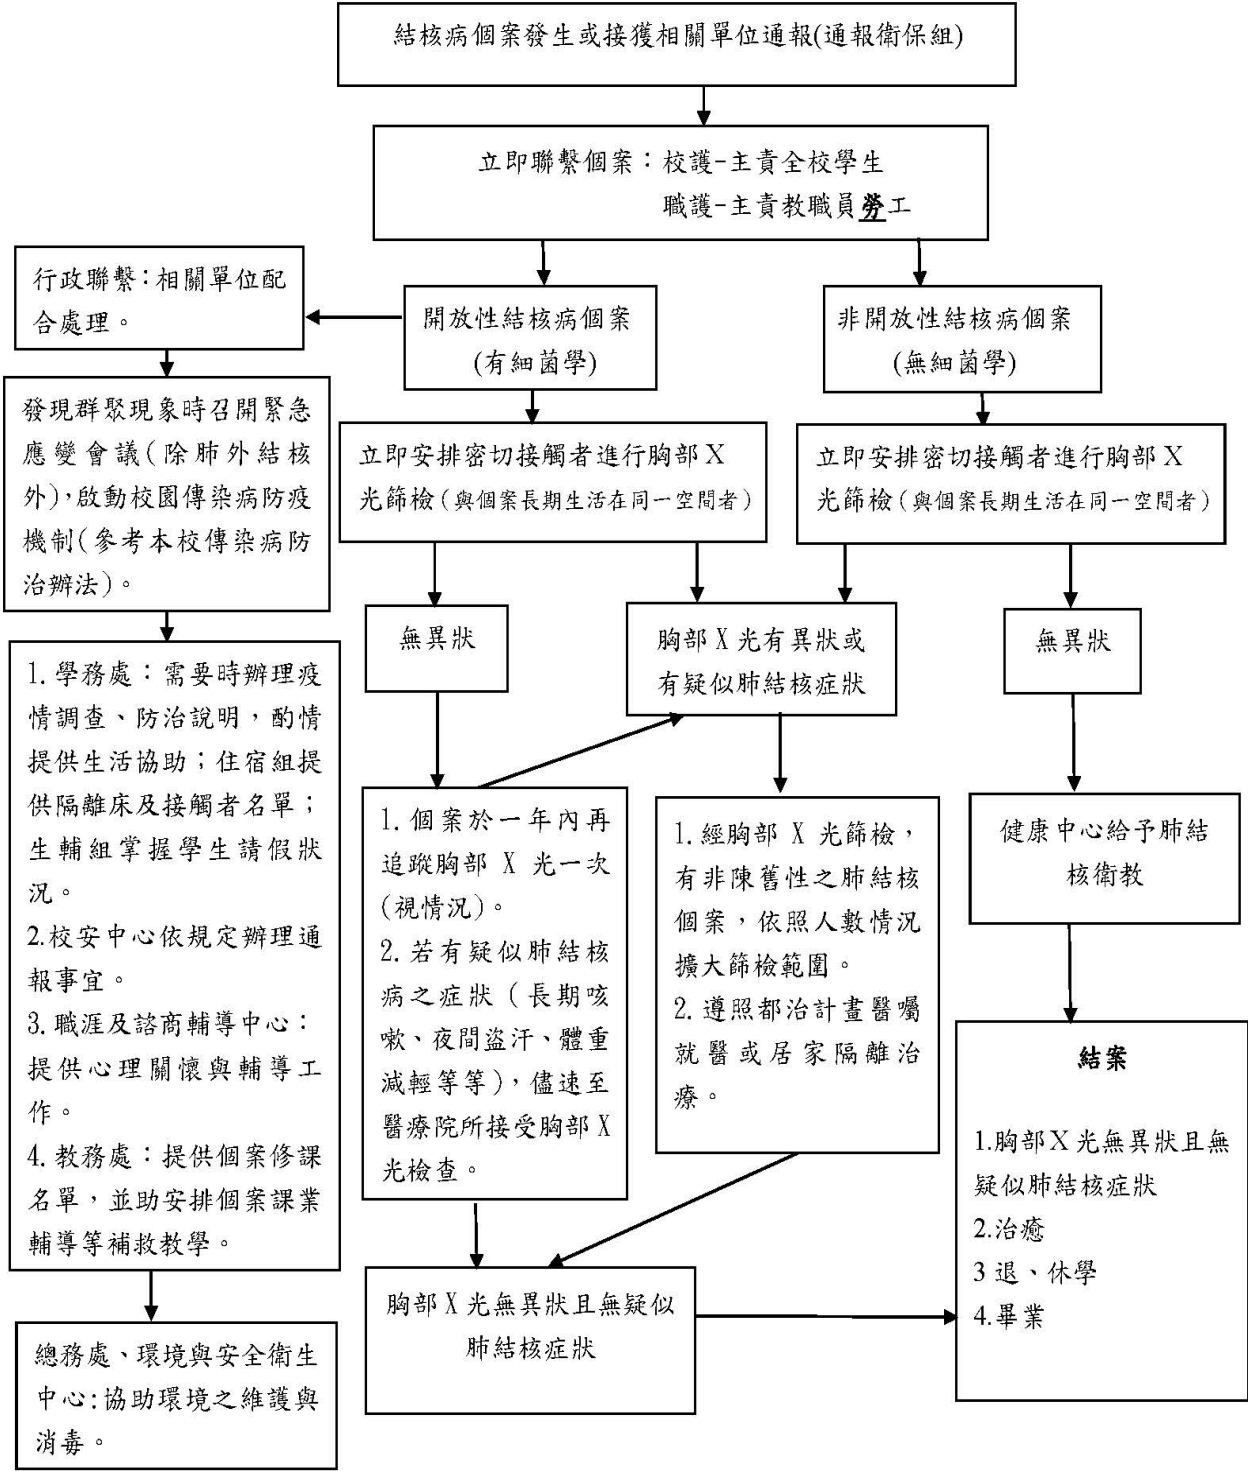 結核病個案發生或接獲相關單位通報(通報衛保組)
立即聯繫個案：校護-主責全校學生
職護-主責教職員勞工
行政聯繫：相關單位配
合處理。
開放性結核病個案
(有細菌學)
非開放性結核病個案
(無細菌學)
發現群聚現象時召開緊急
應變會議(除肺外結核
外)，啟動校園傳染病防疫
機制(參考本校傳染病防
治辦法)。
立即安排密切接觸者進行胸部 X
光篩檢(與個案長期生活在同一空間者)
立即安排密切接觸者進行胸部 X
光篩檢(與個案長期生活在同一空間者)
無異狀
胸部 X 光有異狀或
有疑似肺結核症狀
無異狀
1. 學務處：需要時辦理疫
情調查、防治說明，酌情
提供生活協助；住宿組提
供隔離床及接觸者名單；
生輔組掌握學生請假狀
況。
2.校安中心依規定辦理通
報事宜。
3. 職涯及諮商輔導中心：
提供心理關懷與輔導工
作。
4. 教務處：提供個案修課
名單，並助安排個案課業
輔導等補救教學。
1. 個案於一年內再
追蹤胸部 X 光一次
(視情況)。
2. 若有疑似肺結核
病之症狀（長期咳
嗽、夜間盜汗、體重
減輕等等)，儘速至
醫療院所接受胸部 X
光檢查。
1. 經胸部 X 光篩檢，
有非陳舊性之肺結核
個案，依照人數情況
擴大篩檢範圍。
2. 遵照都治計畫醫囑
就醫或居家隔離治
療。
健康中心給予肺結
核衛教
結案
1.胸部 X 光無異狀且無
疑似肺結核症狀
2.治癒
3 退、休學
4.畢業
胸部 X 光無異狀且無疑似
肺結核症狀
總務處、環境與安全衛生
中心:協助環境之維護與
消毒。